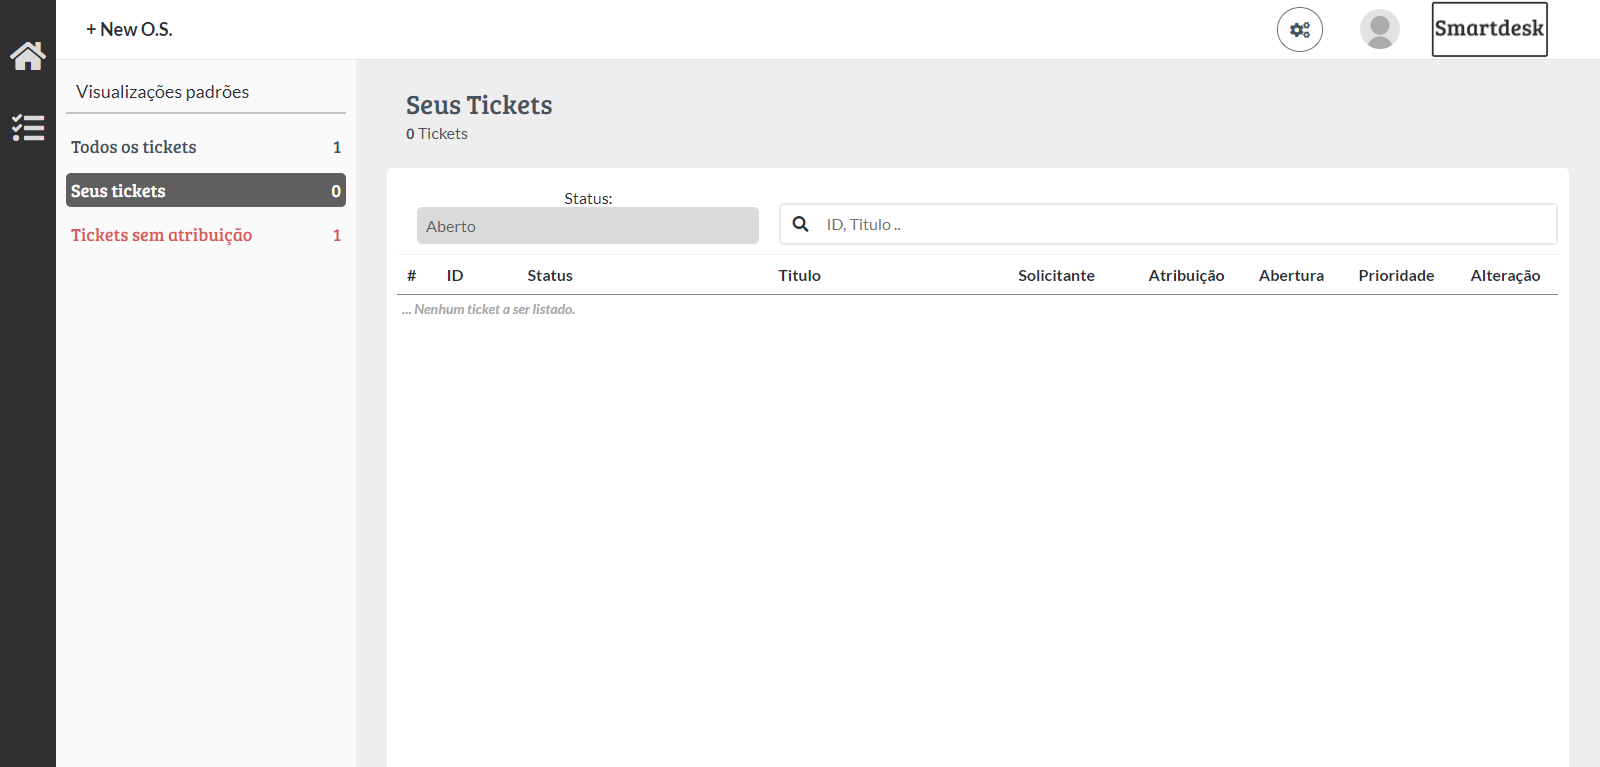 + New O.S.
Smartdesk
Visualizações padrões
Todos os tickets 1
Seus tickets 0
Tickets sem atribuição 1
Seus Tickets
0 Tickets
Status:
Aberto
ID, Titulo ..
# ID Status Titulo Solicitante Atribuição Abertura Prioridade Alteração
... Nenhum ticket a ser listado.